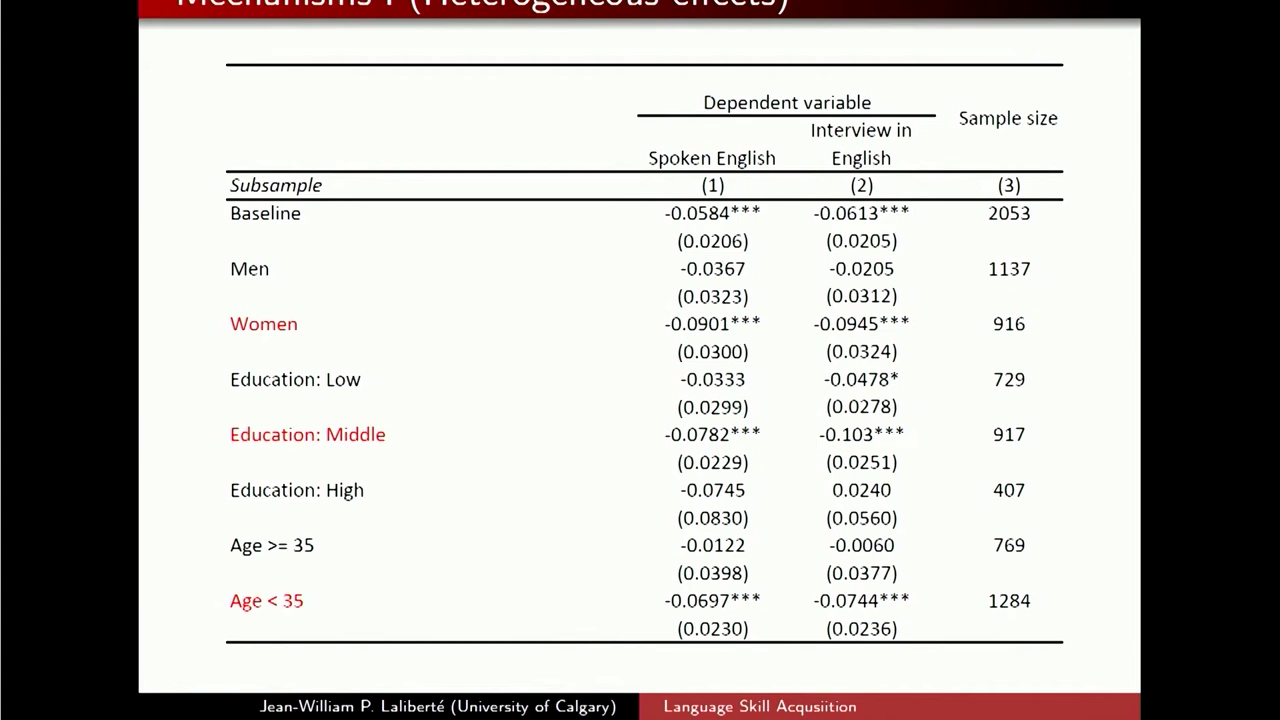 Mechanisms I (Heterogeneous effects)
Dependent variable
Sample size
Interview in
Spoken English English
Subsample (1) (2) (3)
Baseline -0.0584*** -0.0613*** 2053
(0.0206) (0.0205)
Men -0.0367 -0.0205 1137
(0.0323) (0.0312)
Women -0.0901*** -0.0945*** 916
(0.0300) (0.0324)
Education: Low -0.0333 -0.0478* 729
(0.0299) (0.0278)
Education: Middle -0.0782*** -0.103*** 917
(0.0229) (0.0251)
Education: High -0.0745 0.0240 407
(0.0830) (0.0560)
Age >= 35 -0.0122 -0.0060 769
(0.0398) (0.0377)
Age < 35 -0.0697*** -0.0744*** 1284
(0.0230) (0.0236)
Jean-William P. Laliberté (University of Calgary) Language Skill Acqusiition